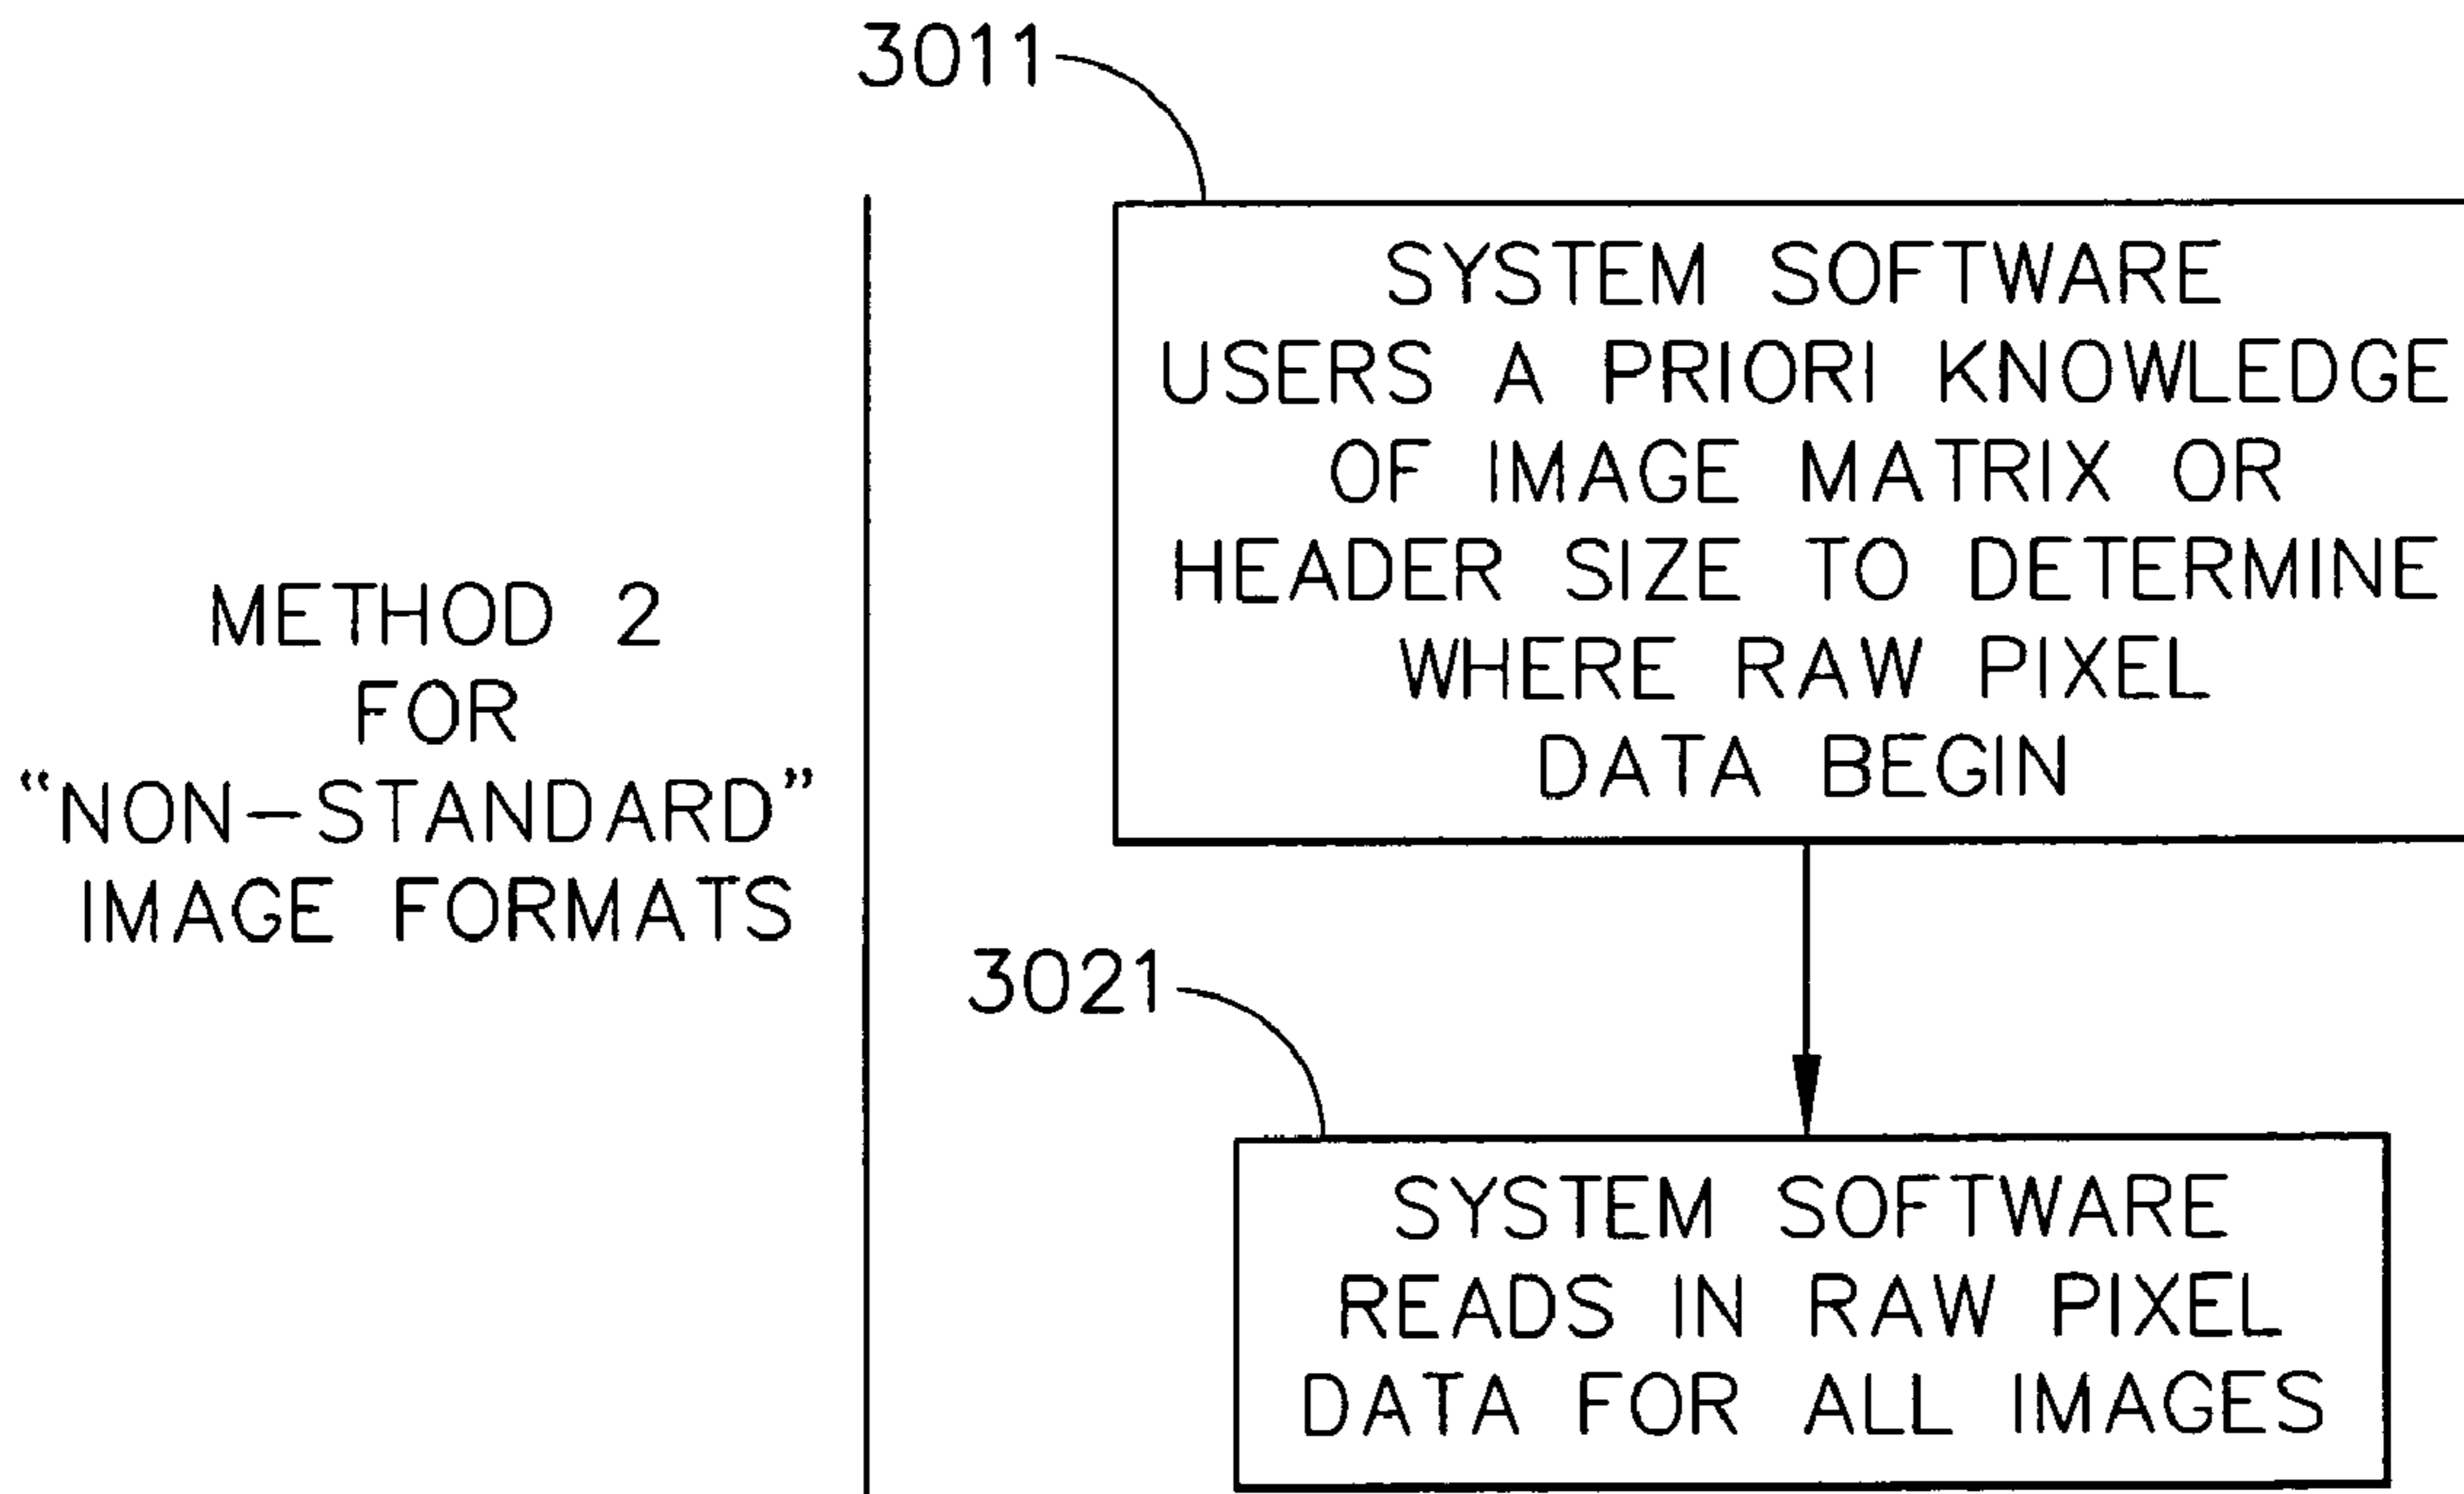 3011
SYSTEM SOFTWARE
USERS A PRIORI KNOWLEDGE
OF IMAGE MATRIX OR
HEADER SIZE TO DETERMINE
WHERE RAW PIXEL
DATA BEGIN
METHOD 2
FOR
“NON-STANDARD”
IMAGE FORMATS
3021
SYSTEM SOFTWARE
READS IN RAW PIXEL
DATA FOR ALL IMAGES